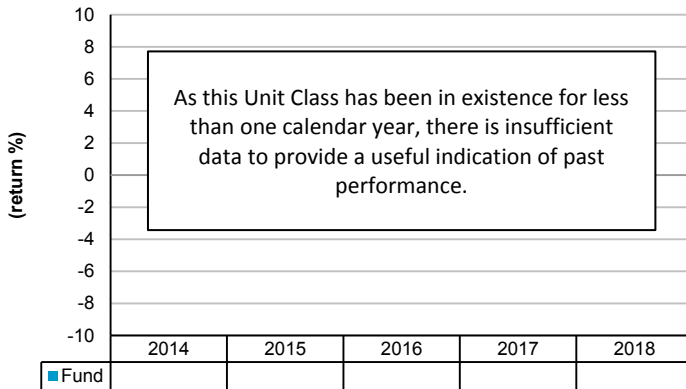 10
8
6
4
2
0
-2
-4
-6
-8
-10
(return %)
As this Unit Class has been in existence for less
than one calendar year, there is insufficient
data to provide a useful indication of past
performance.
2014 2015 2016 2017 2018
Fund